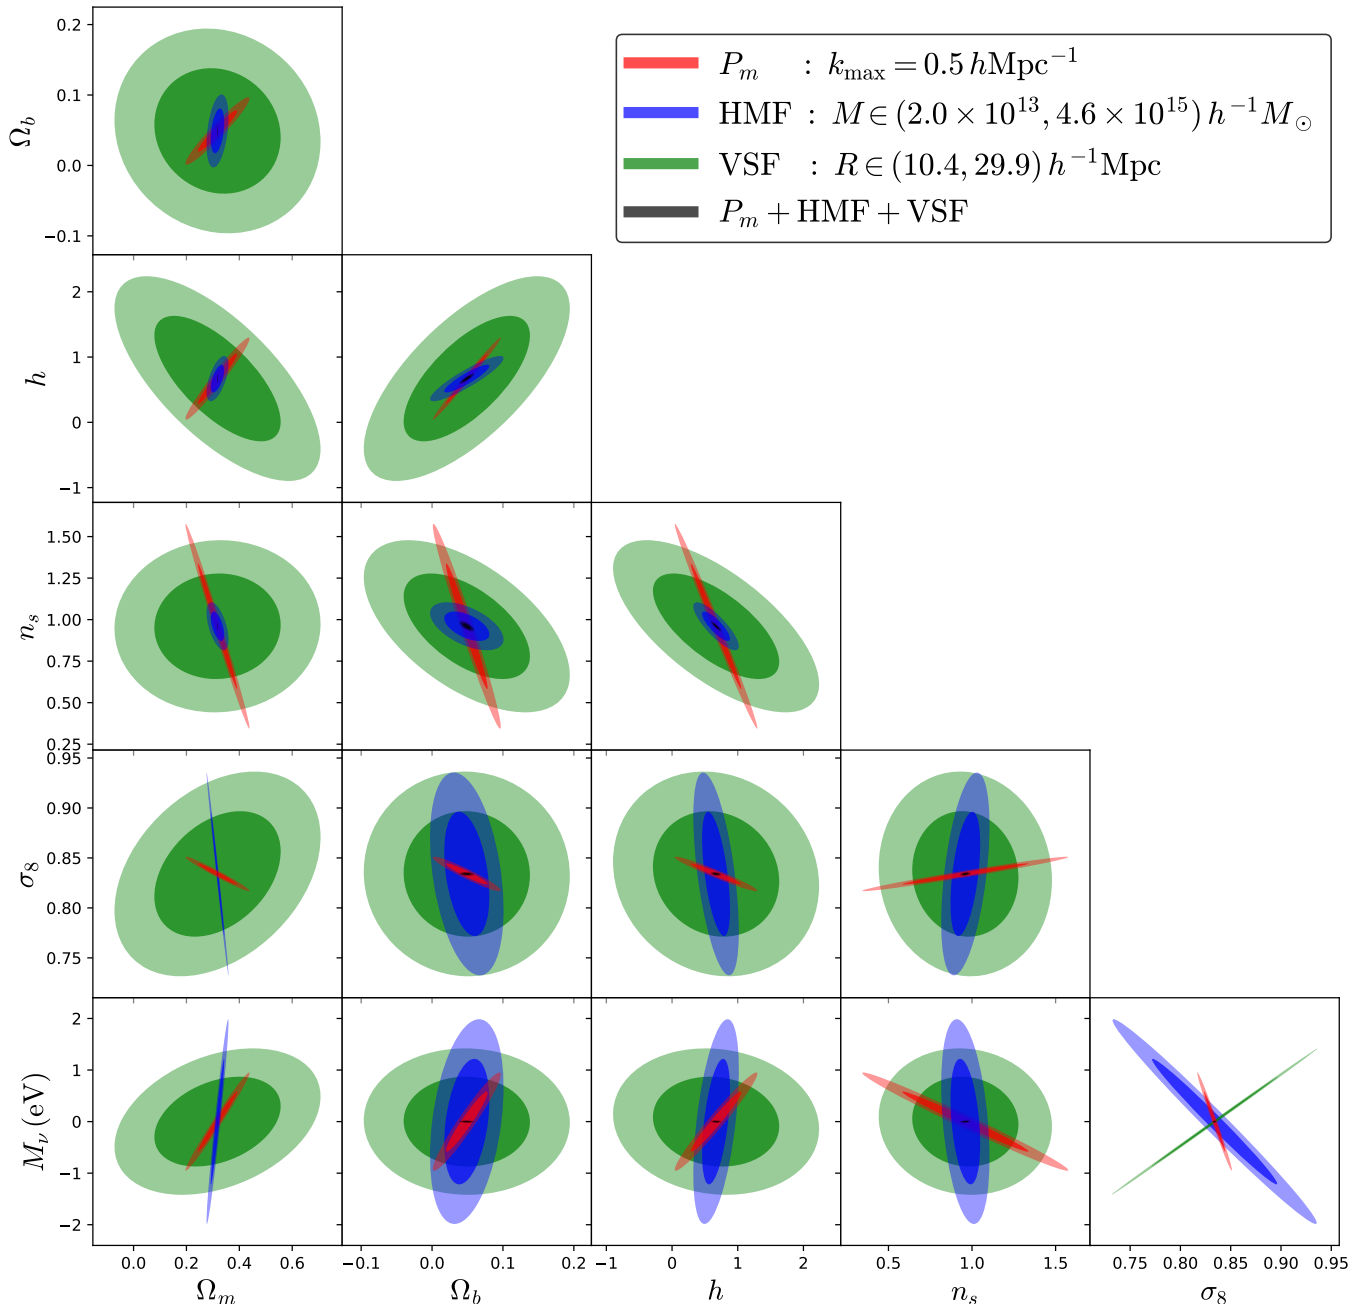 P_m : k_max = 0.5 hMpc^−1
HMF : M ∈ (2.0 × 10^13, 4.6 × 10^15) h^−1 M_⊙
VSF : R ∈ (10.4, 29.9) h^−1 Mpc
P_m + HMF + VSF
Ω_b
0.2
0.1
0.0
−0.1
h
2
1
0
−1
n_s
1.50
1.25
1.00
0.75
0.50
0.25
σ_8
0.95
0.90
0.85
0.80
0.75
M_ν (eV)
2
1
0
−1
−2
0.0 0.2 0.4 0.6
−0.1 0.0 0.1 0.2
−1 0 1 2
0.5 1.0 1.5
0.75 0.80 0.85 0.90 0.95
Ω_m
Ω_b
h
n_s
σ_8